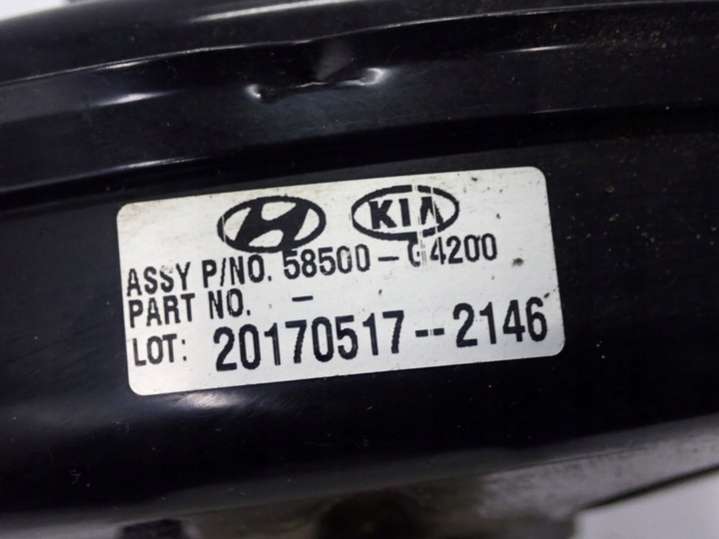 KIA
ASSY P/NO. 58500-G4200
PART NO. -
LOT: 20170517--2146